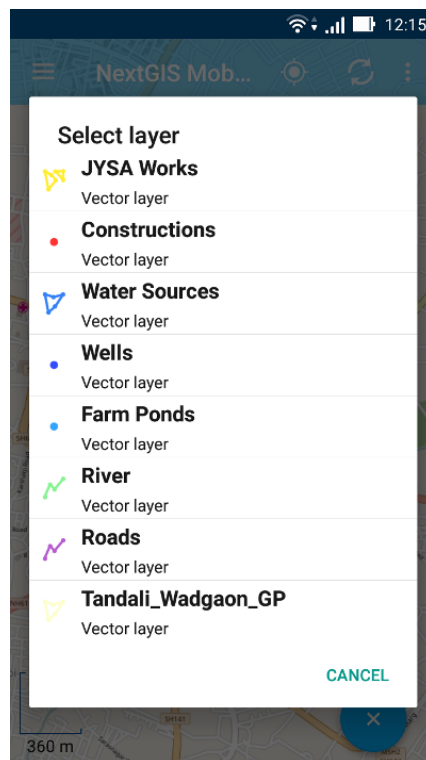 12:15
NextGIS Mob...
Select layer
JYSA Works
Vector layer
Constructions
Vector layer
Water Sources
Vector layer
Wells
Vector layer
Farm Ponds
Vector layer
River
Vector layer
Roads
Vector layer
Tandali_Wadgaon_GP
Vector layer
CANCEL
SH141
360 m